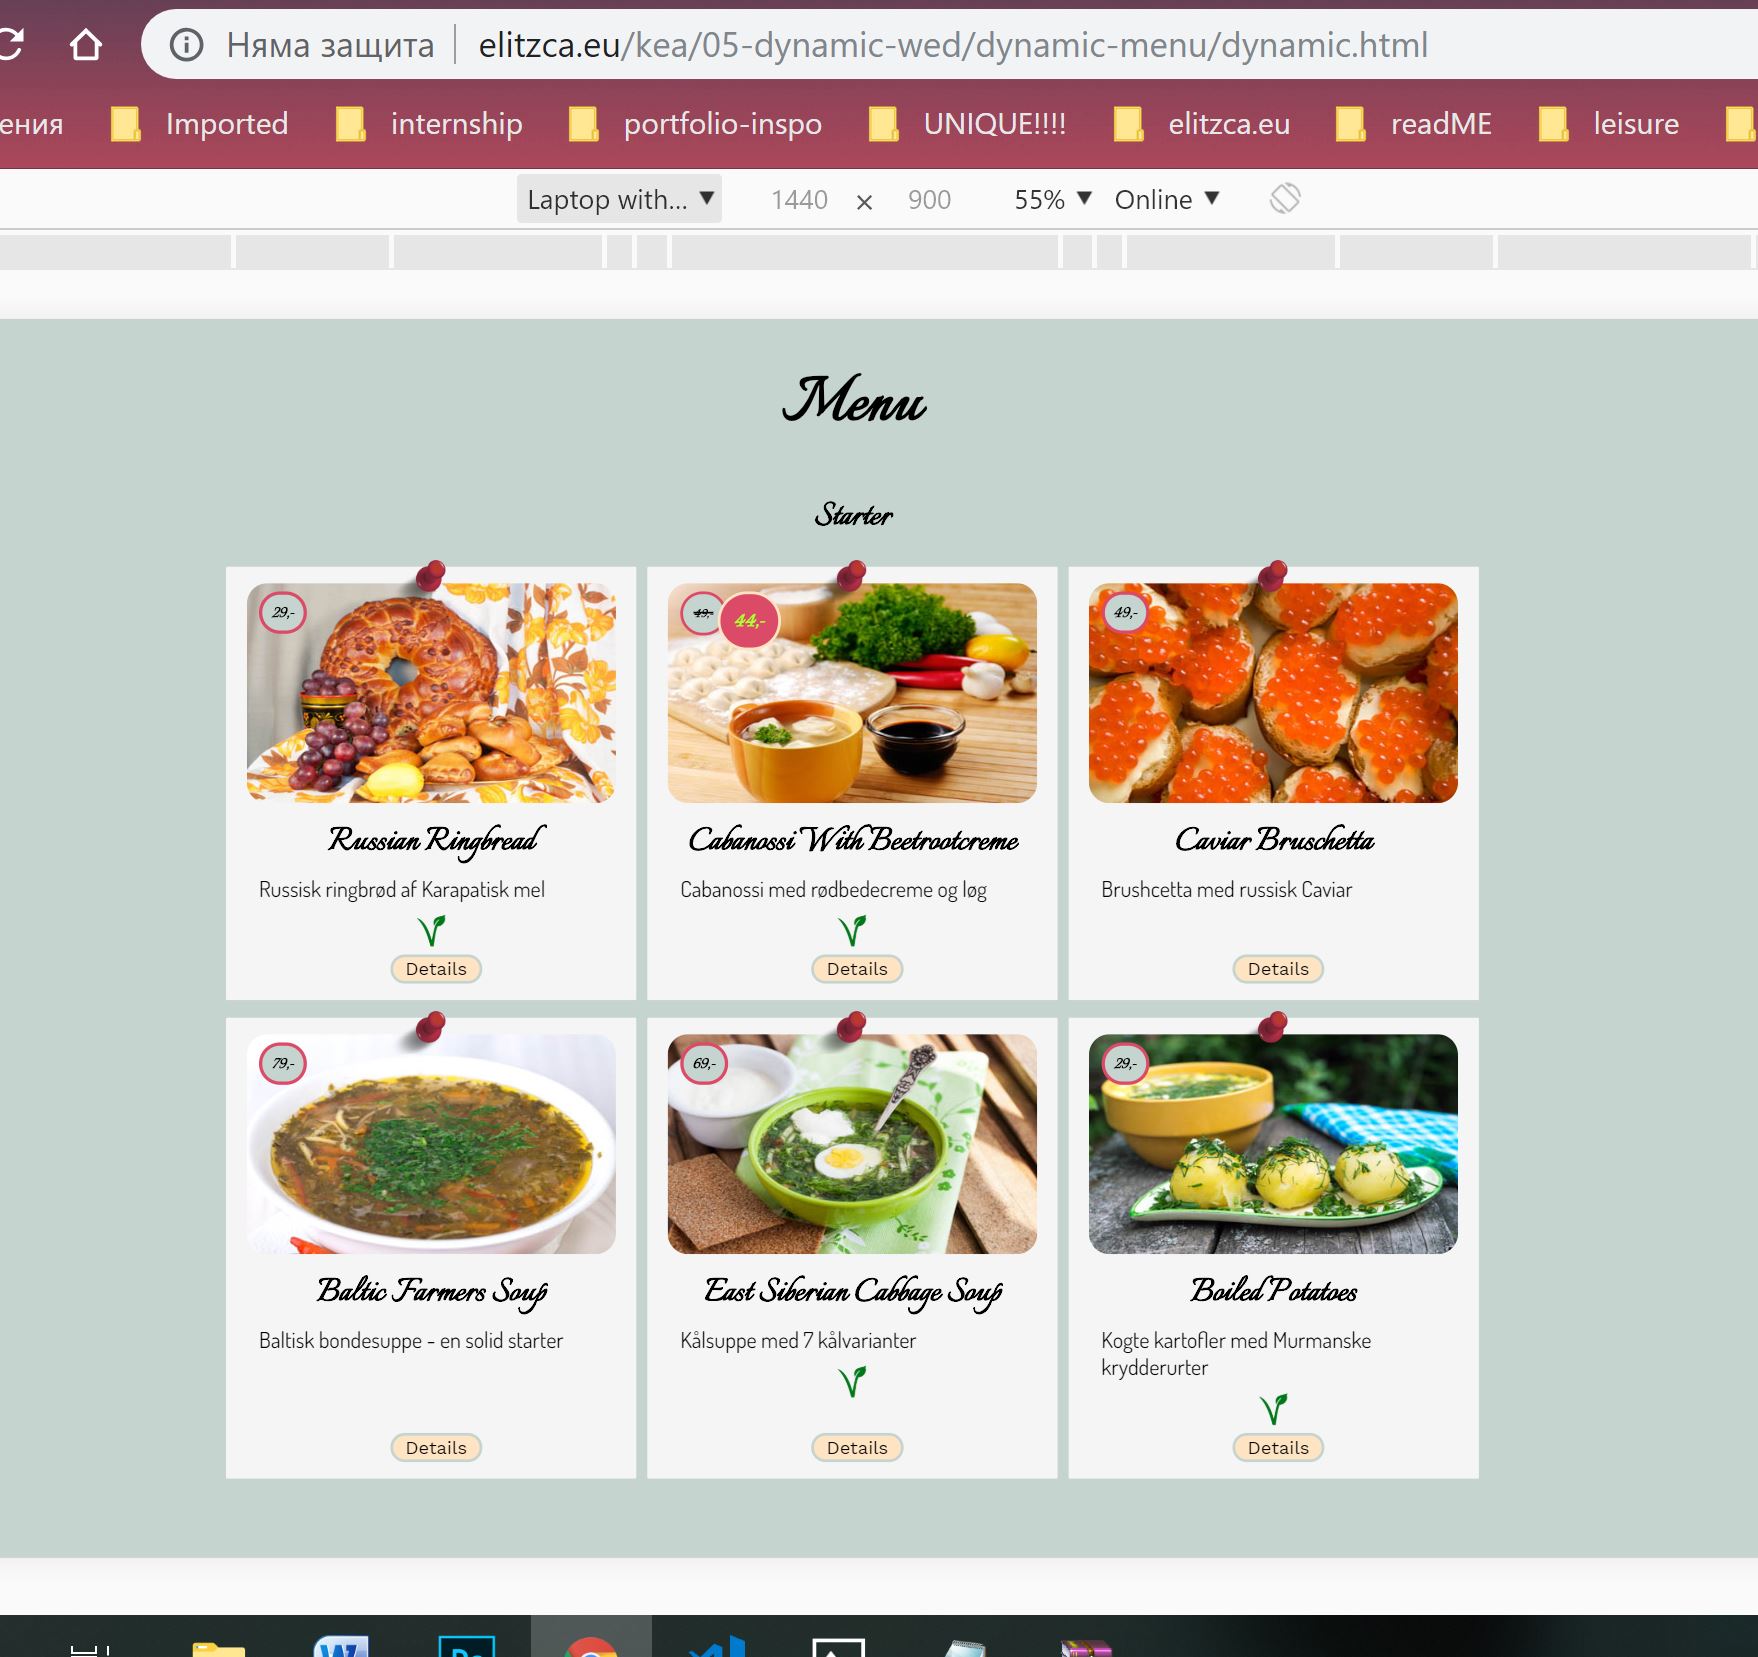 Няма защита elitzca.eu/kea/05-dynamic-wed/dynamic-menu/dynamic.html
ения Imported internship portfolio-inspo UNIQUE!!!! elitzca.eu readME leisure
Laptop with... 1440 × 900 55% Online
Menu
Starter
29,-
49,- 44,-
49,-
Russian Ringbread
Russisk ringbrød af Karapatisk mel
Details
Cabanossi With Beetrootcreme
Cabanossi med rødbedecreme og løg
Details
Caviar Bruschetta
Brushcetta med russisk Caviar
Details
79,-
69,-
29,-
Baltic Farmers Soup
Baltisk bondesuppe - en solid starter
Details
East Siberian Cabbage Soup
Kålsuppe med 7 kålvarianter
Details
Boiled Potatoes
Kogte kartofler med Murmanske
krydderurter
Details